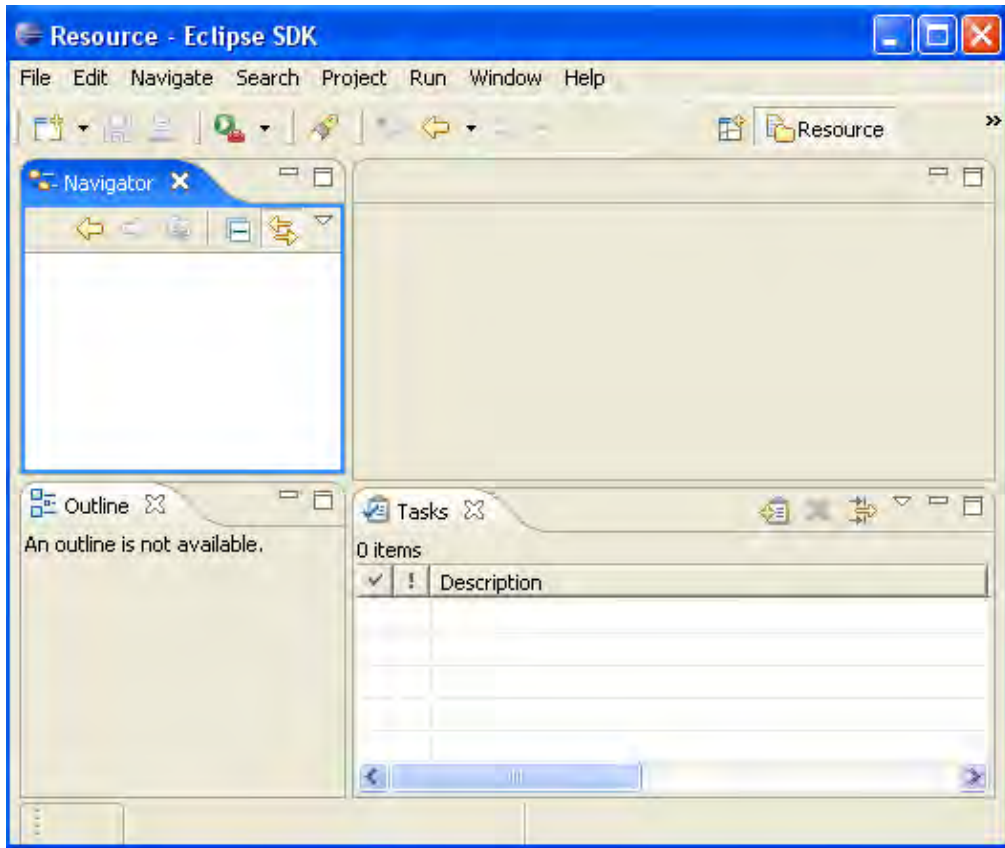 Resource - Eclipse SDK
File Edit Navigate Search Project Run Window Help
Resource
Navigator
Outline
An outline is not available.
Tasks
0 items
! Description